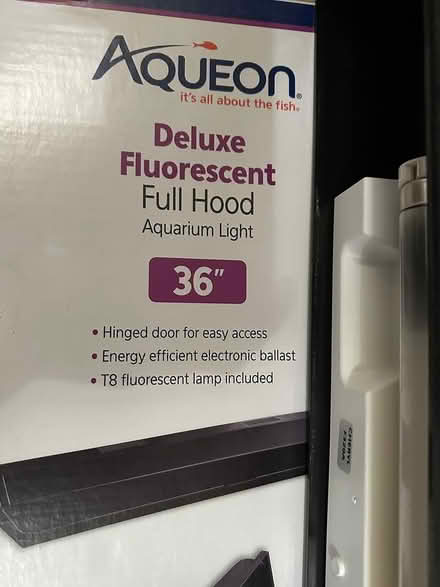 AQUEON®
it's all about the fish.
Deluxe
Fluorescent
Full Hood
Aquarium Light
36"
• Hinged door for easy access
• Energy efficient electronic ballast
• T8 fluorescent lamp included
CHERYL